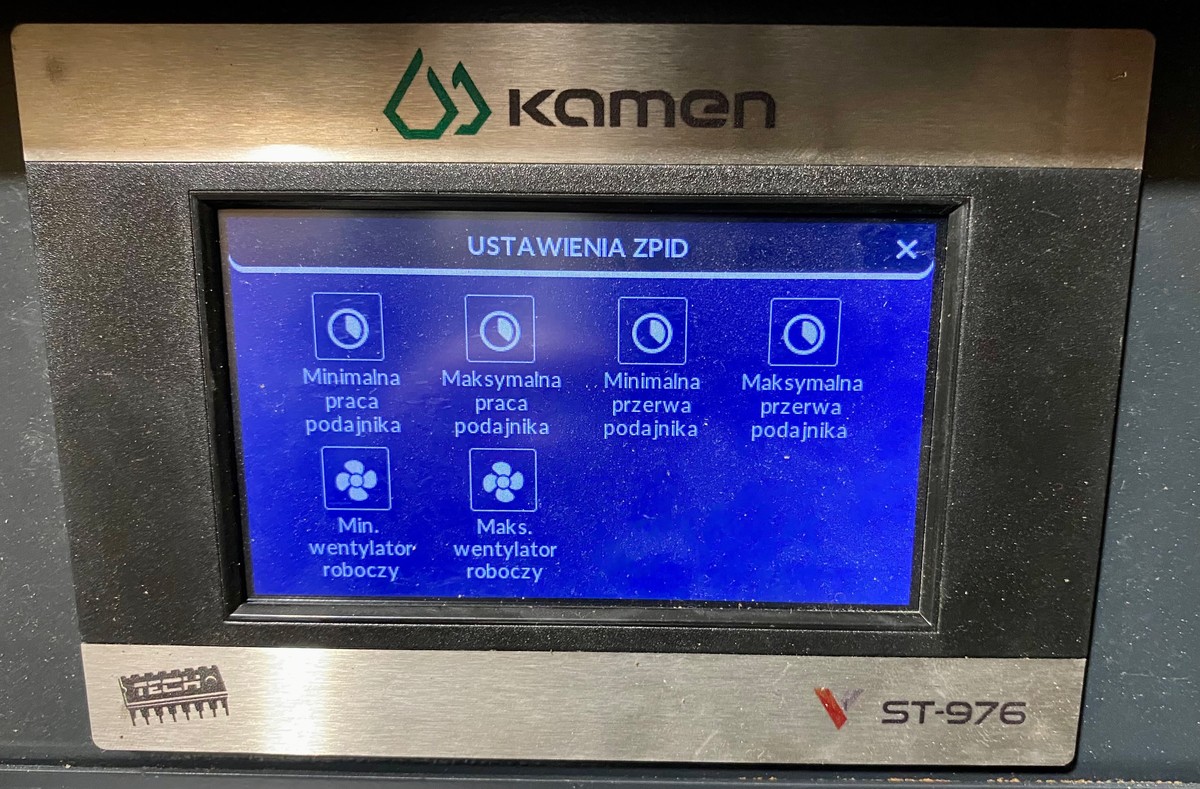 Kamen
USTAWIENIA ZPID
Minimalna
praca
podajnika
Maksymalna
praca
podajnika
Minimalna
przerwa
podajnika
Maksymalna
przerwa
podajnika
Min.
wentylator
roboczy
Maks.
wentylator
roboczy
TECH
ST-976